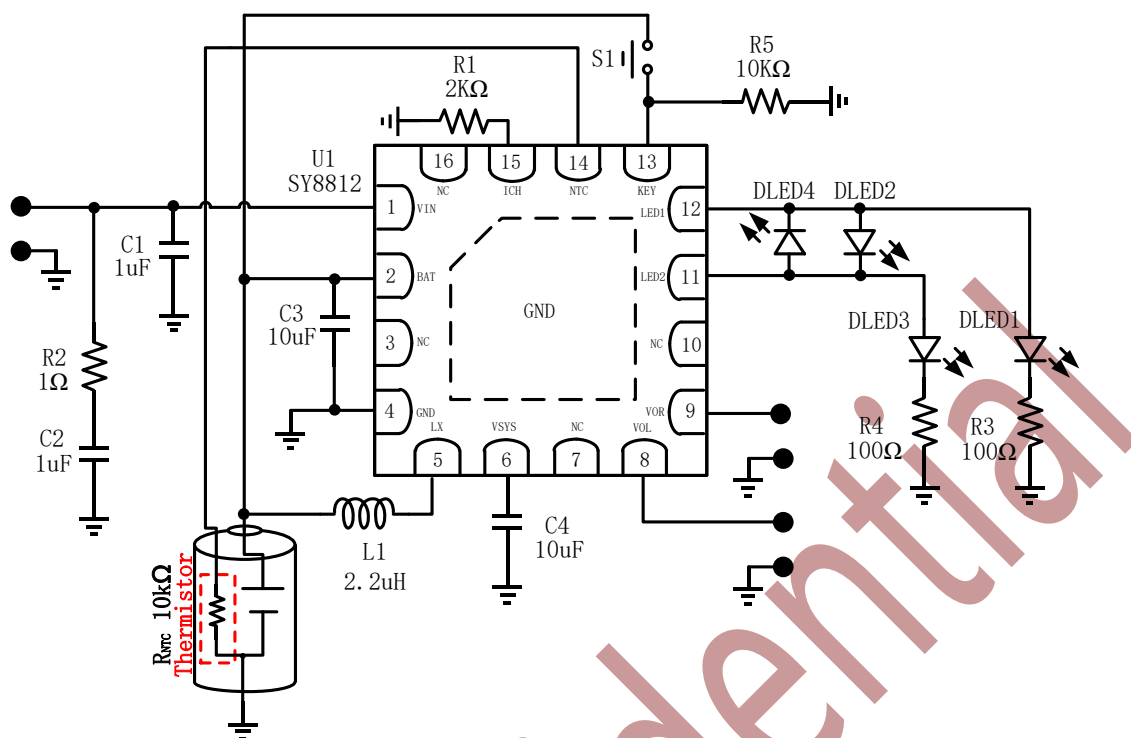 S1
R5
10KΩ
R1
2KΩ
U1
SY8812
16
15
14
13
NC
ICH
NTC
KEY
1
VIN
LED1
12
DLED4
DLED2
C1
1uF
2
BAT
LED2
11
C3
10uF
GND
3
NC
NC
10
DLED3
DLED1
R2
1Ω
4
GND
VOR
9
LX
VSYS
NC
VOL
5
6
7
8
R4
100Ω
R3
100Ω
C2
1uF
C4
10uF
L1
2.2uH
RNTC 10kΩ
Thermistor
dential